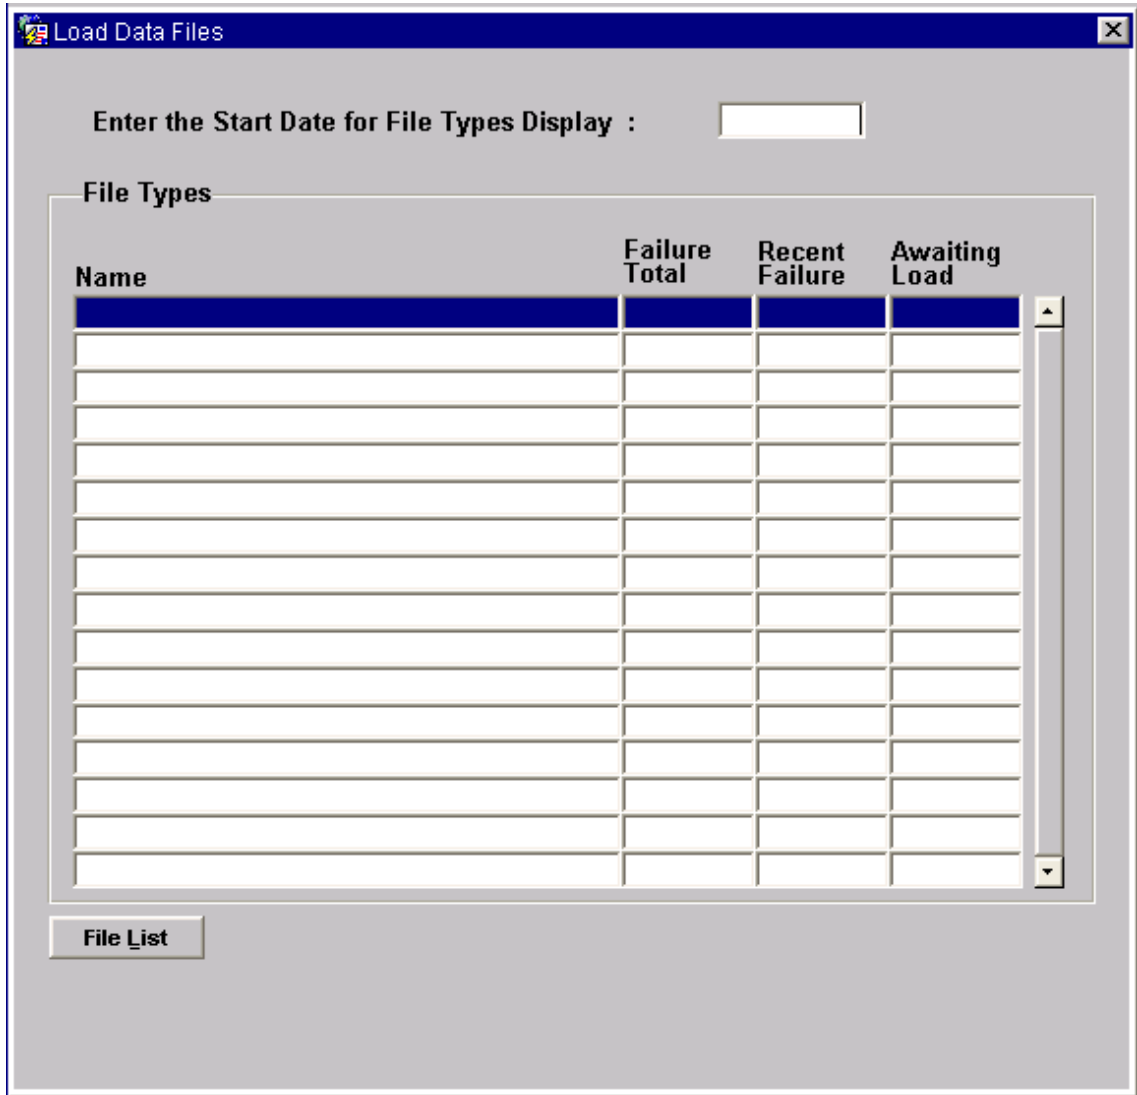 Load Data Files
Enter the Start Date for File Types Display :
File Types
Name
Failure Total
Recent Failure
Awaiting Load
File List